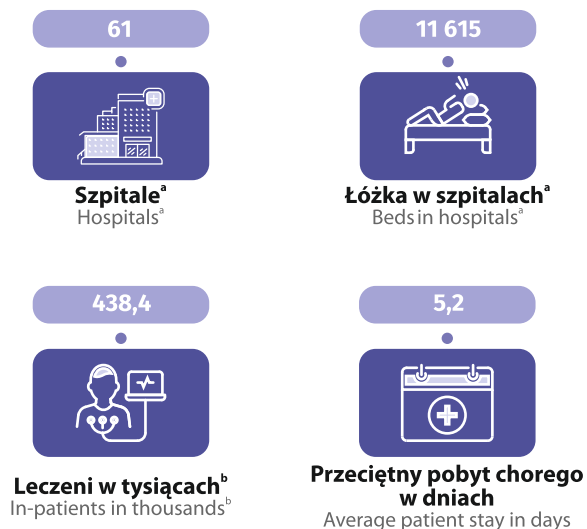 61
11 615
Szpitaleᵃ
Hospitalsᵃ
Łóżka w szpitalachᵃ
Beds in hospitalsᵃ
438,4
5,2
Leczeni w tysiącachᵇ
In-patients in thousandsᵇ
Przeciętny pobyt chorego
w dniach
Average patient stay in days